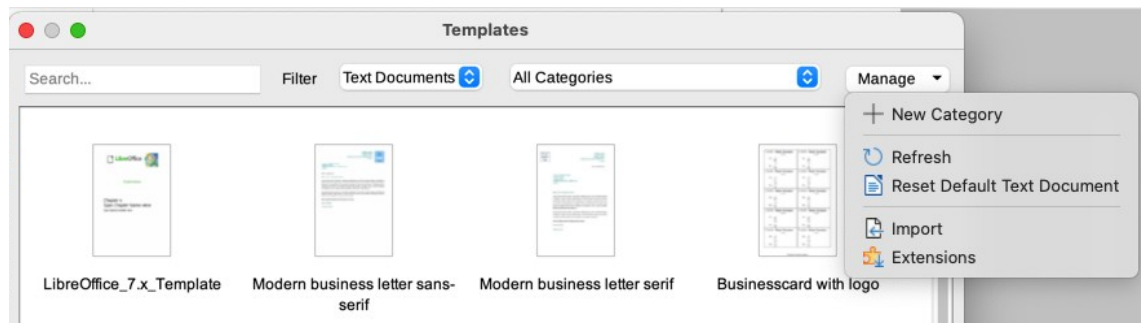 Templates
Search...
Filter
Text Documents
All Categories
Manage
New Category
Refresh
Reset Default Text Document
Import
Extensions
LibreOffice
LibreOffice_7.x_Template
Modern business letter sans-
serif
Modern business letter serif
Businesscard with logo